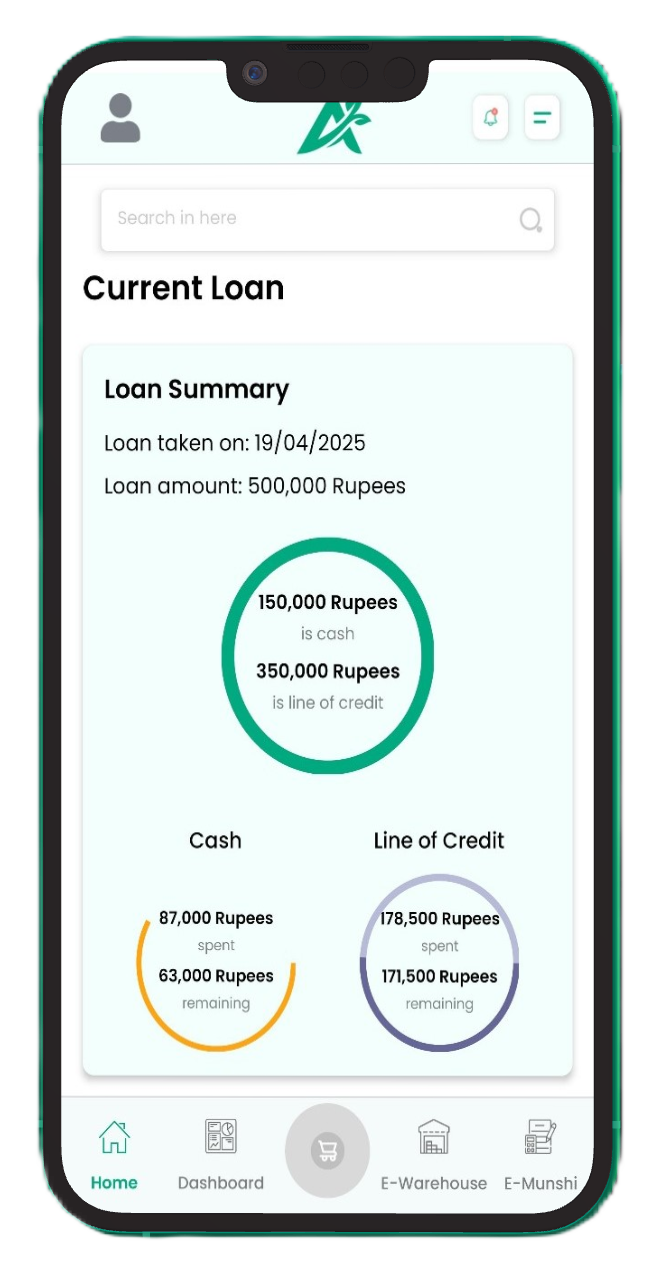 Search in here
Current Loan
Loan Summary
Loan taken on: 19/04/2025
Loan amount: 500,000 Rupees
150,000 Rupees
is cash
350,000 Rupees
is line of credit
Cash
Line of Credit
87,000 Rupees
spent
63,000 Rupees
remaining
178,500 Rupees
spent
171,500 Rupees
remaining
Home
Dashboard
E-Warehouse
E-Munshi